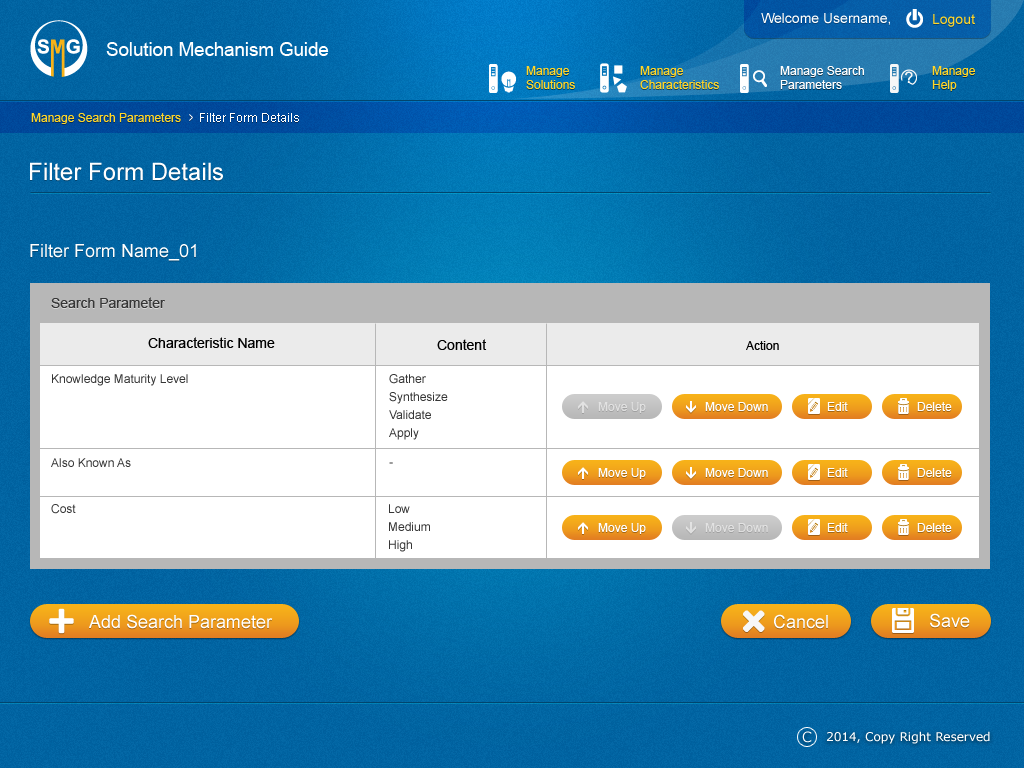 Welcome Username, Logout
SMG
Solution Mechanism Guide
Manage Solutions
Manage Characteristics
Manage Search Parameters
Manage Help
Manage Search Parameters > Filter Form Details
Filter Form Details
Filter Form Name_01
Search Parameter
Characteristic Name Content Action
Knowledge Maturity Level
Gather
Synthesize
Validate
Apply
Move Up Move Down Edit Delete
Also Known As - Move Up Move Down Edit Delete
Cost
Low
Medium
High
Move Up Move Down Edit Delete
Add Search Parameter Cancel Save
© 2014, Copy Right Reserved